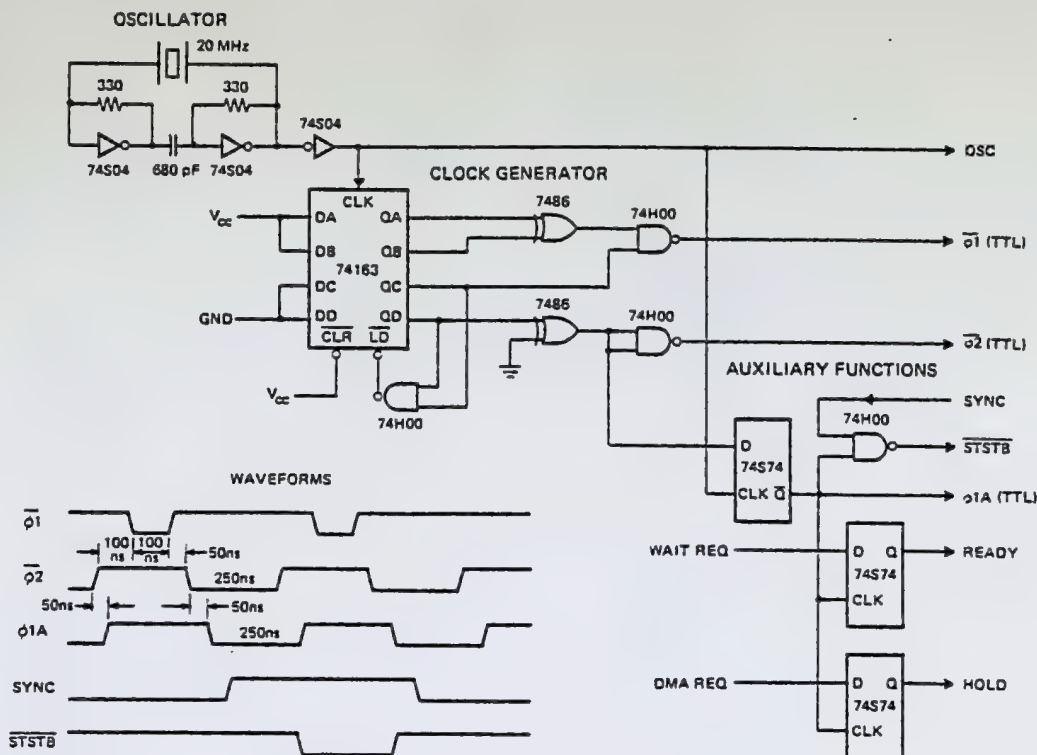 OSCILLATOR
20 MHz
330
330
74S04
74S04
680 pF
74S04
OSC
CLOCK GENERATOR
CLK
VCC
DA
QA
7486
74H00
DB
QB
φ1 (TTL)
74163
DC
QC
GND
DD
QD
7486
74H00
CLR
LD
φ2 (TTL)
AUXILIARY FUNCTIONS
VCC
74H00
SYNC
74H00
D
STSTB
74S74
CLK Q
φ1A (TTL)
WAVEFORMS
φ1
100 ns
100 ns
50ns
WAIT REQ
D Q
READY
74S74
φ2
250ns
CLK
50ns
50ns
φ1A
250ns
SYNC
DMA REQ
D Q
HOLD
74S74
STSTB
CLK